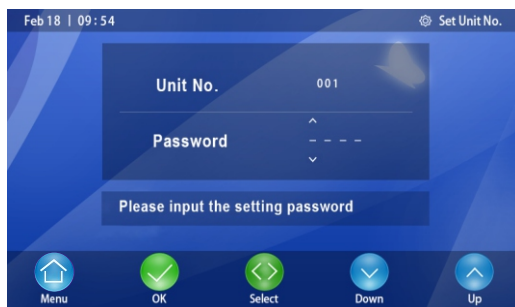 Feb 18 | 09:54 Set Unit No.
Unit No. 001
Password - - - -
Please input the setting password
Menu OK Select Down Up